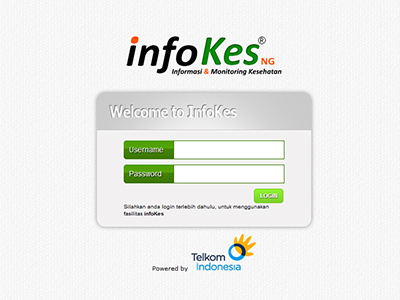 infoKes® NG
Informasi & Monitoring Kesehatan
Welcome to InfoKes
Username
Password
LOGIN
Silahkan anda login terlebih dahulu, untuk menggunakan
fasilitas infoKes
Powered by Telkom
Indonesia